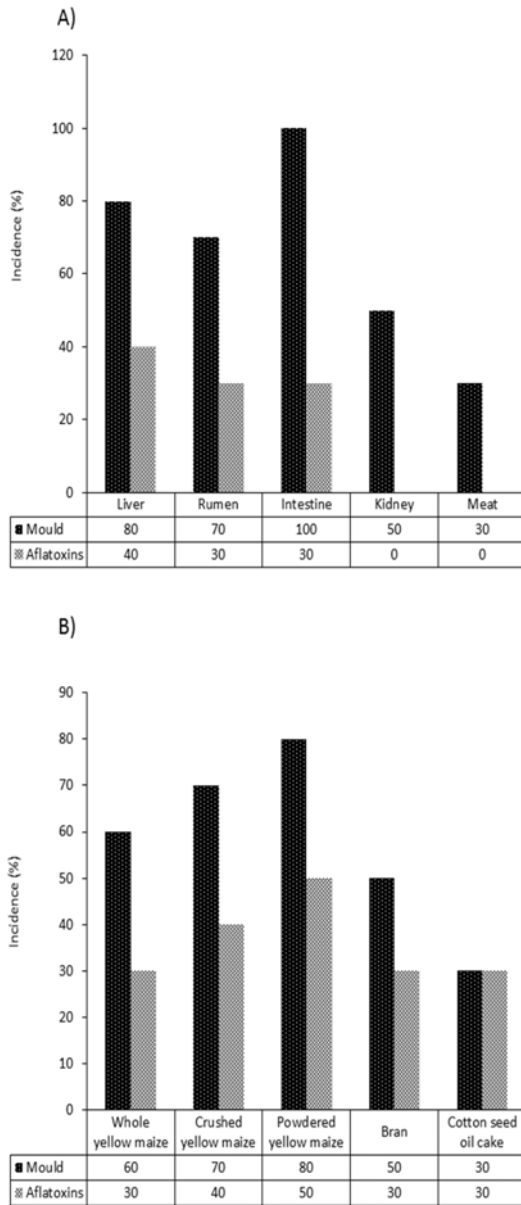 A)
120
100
80
60
40
20
0
Incidence (%)
Liver Rumen Intestine Kidney Meat
Mould 80 70 100 50 30
Aflatoxins 40 30 30 0 0
B)
90
80
70
60
50
40
30
20
10
0
Incidence (%)
Whole yellow maize Crushed yellow maize Powdered yellow maize Bran Cotton seed oil cake
Mould 60 70 80 50 30
Aflatoxins 30 40 50 30 30